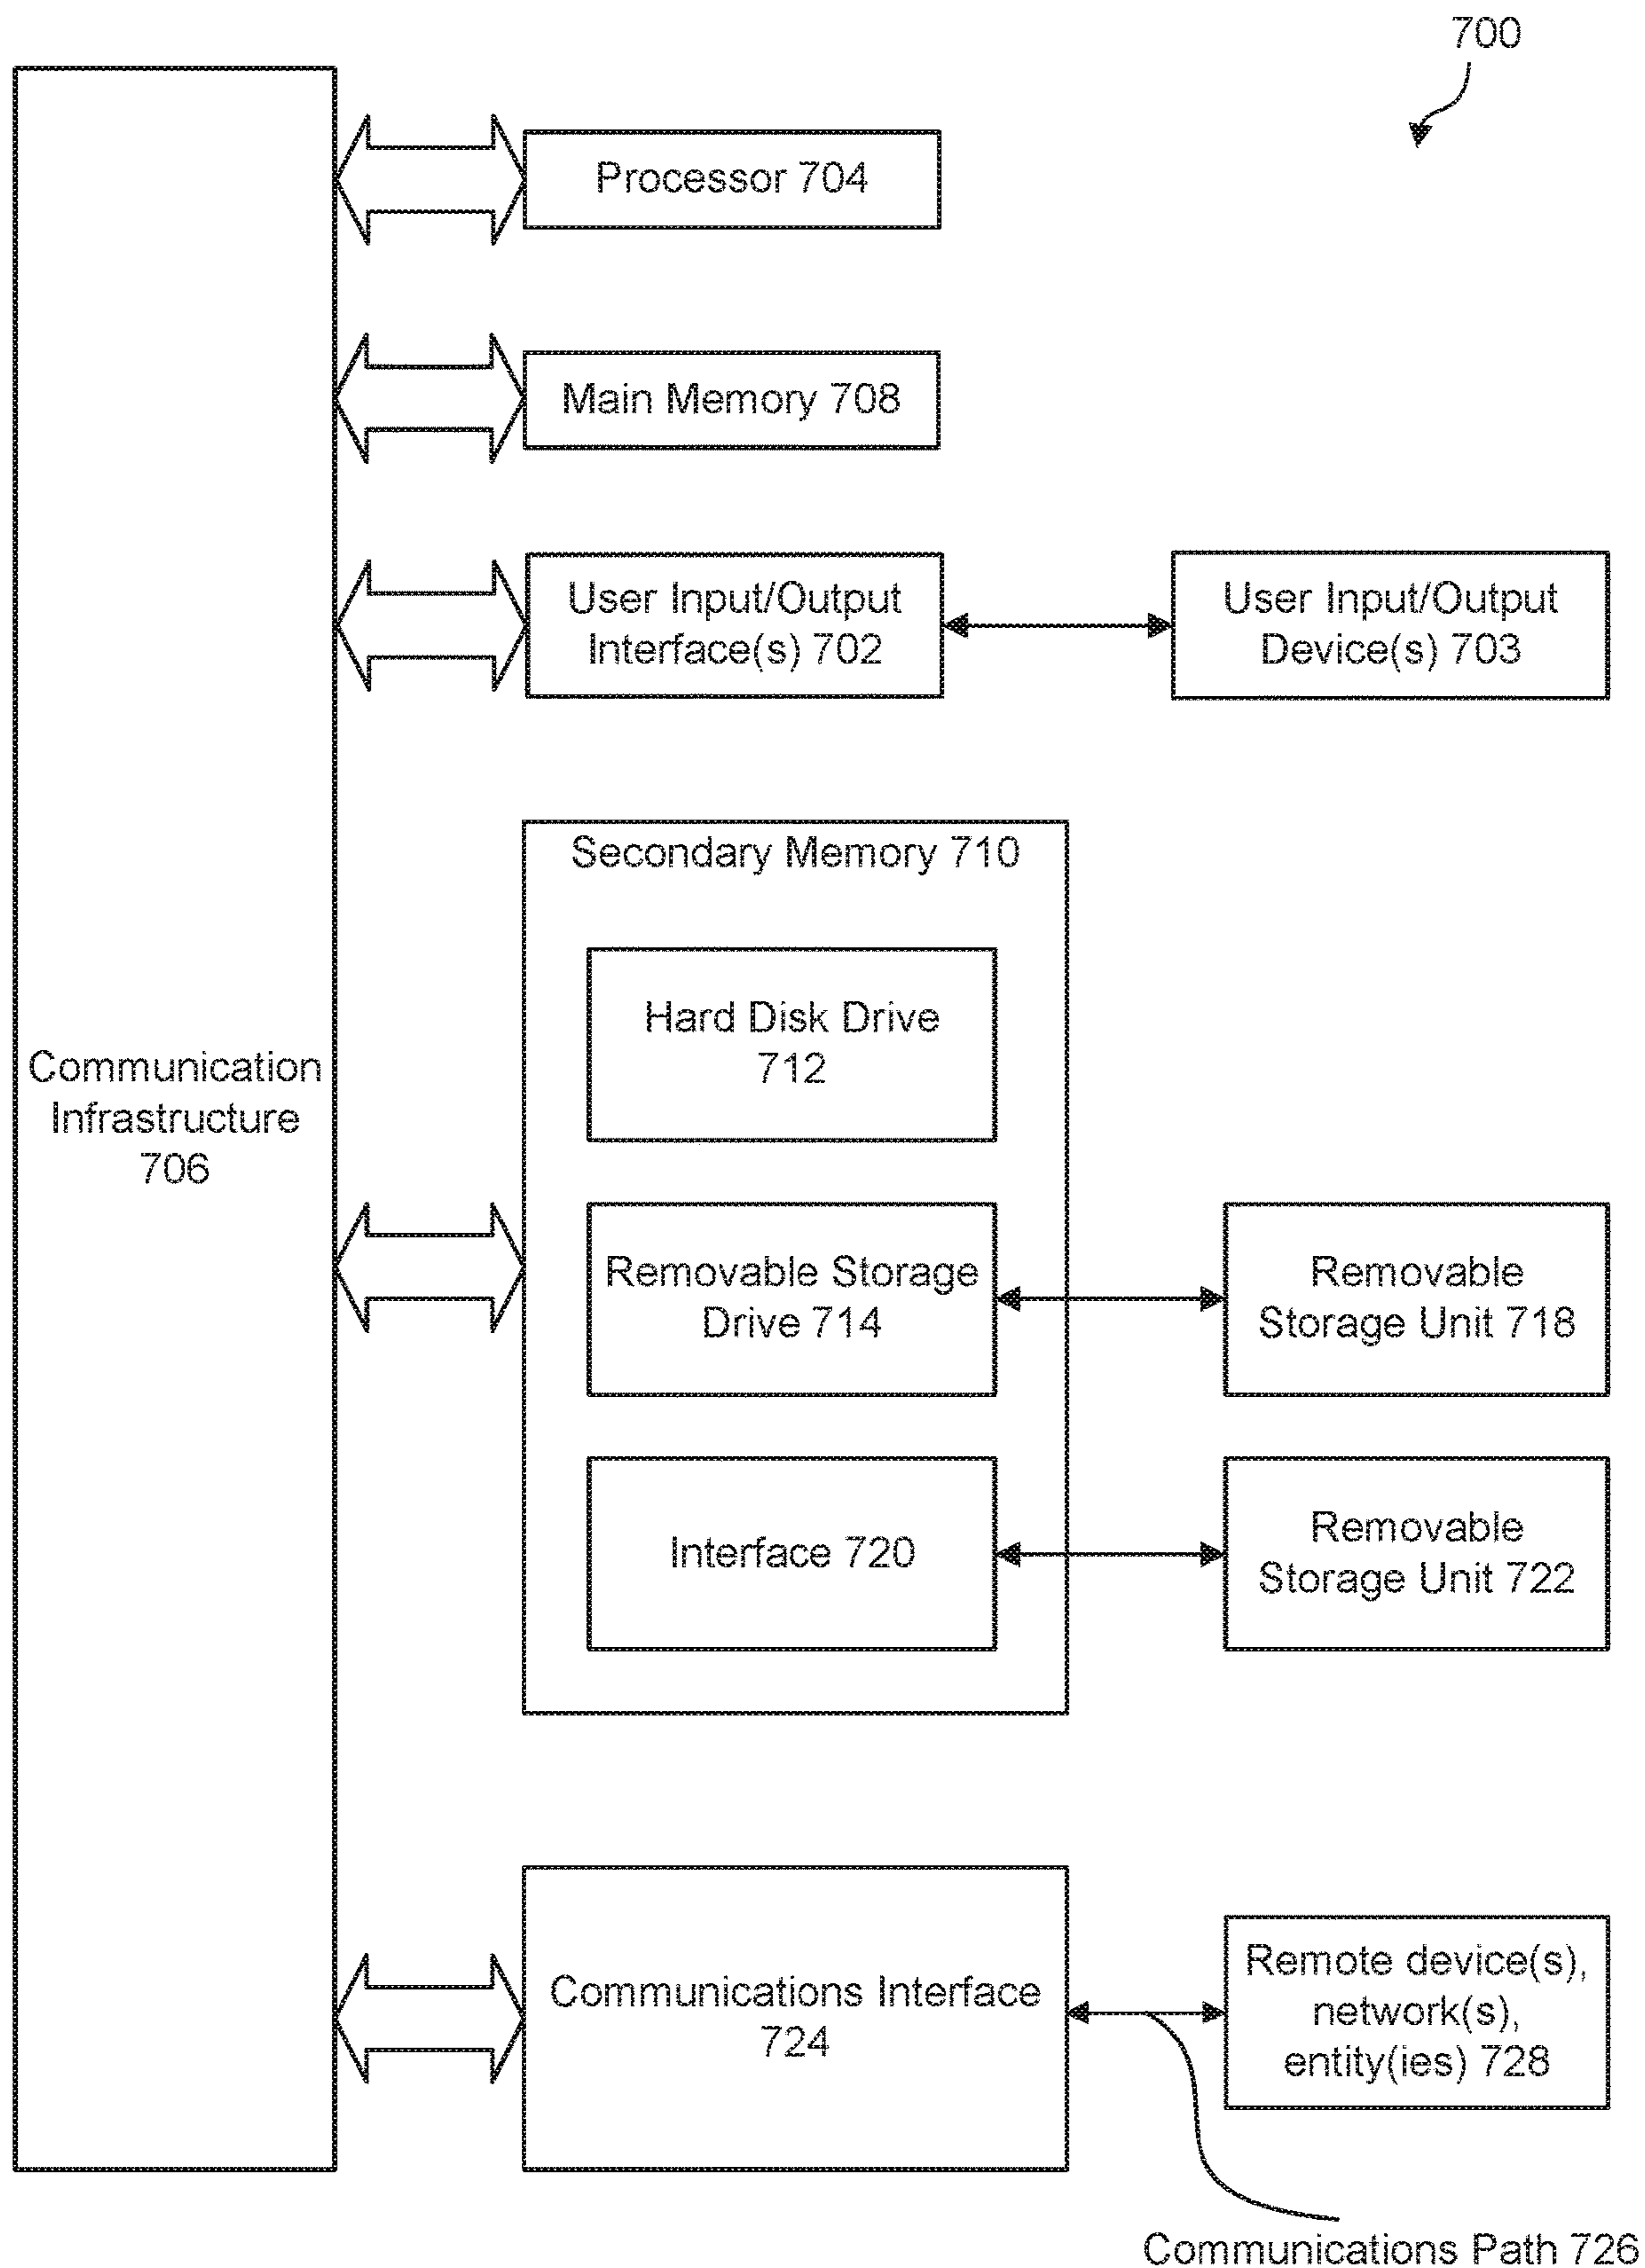 700
Processor 704
Main Memory 708
User Input/Output
Interface(s) 702
User Input/Output
Device(s) 703
Communication
Infrastructure
706
Secondary Memory 710
Hard Disk Drive
712
Removable Storage
Drive 714
Removable
Storage Unit 718
Interface 720
Removable
Storage Unit 722
Communications Interface
724
Remote device(s),
network(s),
entity(ies) 728
Communications Path 726